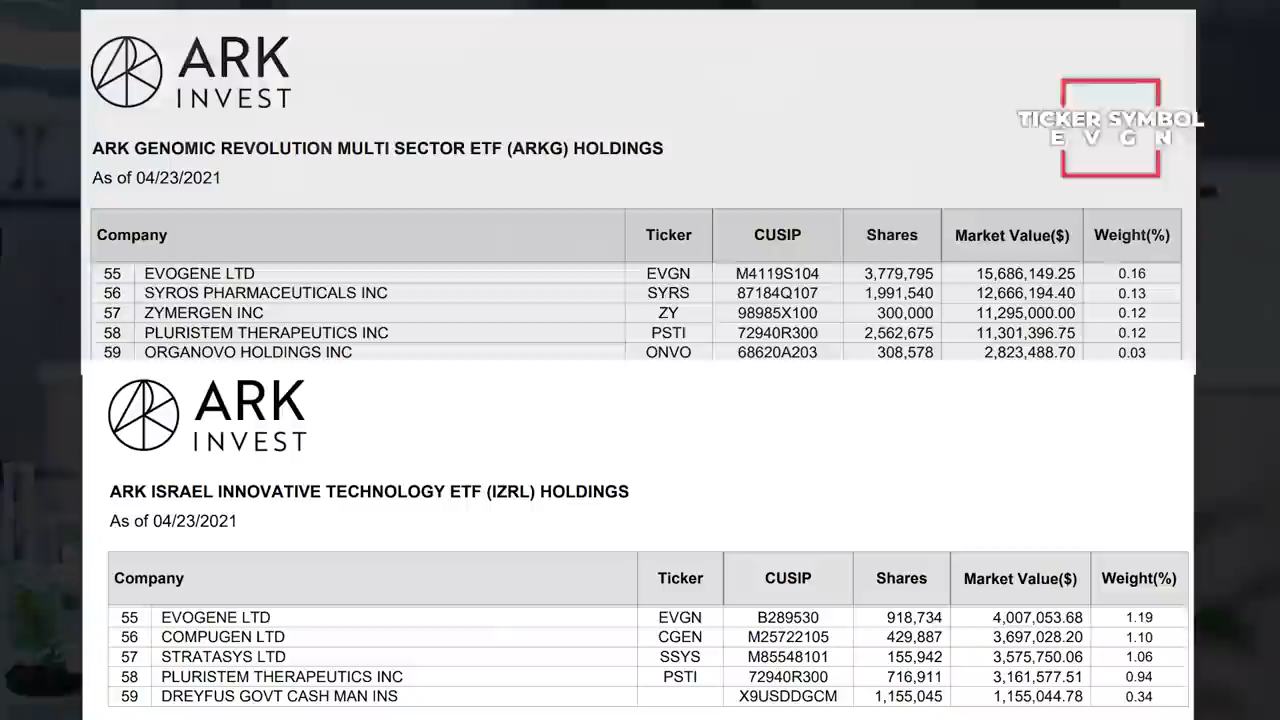 ARK
INVEST
TICKER SYMBOL
E V G N
ARK GENOMIC REVOLUTION MULTI SECTOR ETF (ARKG) HOLDINGS
As of 04/23/2021
Company Ticker CUSIP Shares Market Value($) Weight(%)
55 EVOGENE LTD EVGN M4119S104 3,779,795 15,686,149.25 0.16
56 SYROS PHARMACEUTICALS INC SYRS 87184Q107 1,991,540 12,666,194.40 0.13
57 ZYMERGEN INC ZY 98985X100 300,000 11,295,000.00 0.12
58 PLURISTEM THERAPEUTICS INC PSTI 72940R300 2,562,675 11,301,396.75 0.12
59 ORGANOVO HOLDINGS INC ONVO 68620A203 308,578 2,823,488.70 0.03
ARK
INVEST
ARK ISRAEL INNOVATIVE TECHNOLOGY ETF (IZRL) HOLDINGS
As of 04/23/2021
Company Ticker CUSIP Shares Market Value($) Weight(%)
55 EVOGENE LTD EVGN B289530 918,734 4,007,053.68 1.19
56 COMPUGEN LTD CGEN M25722105 429,887 3,697,028.20 1.10
57 STRATASYS LTD SSYS M85548101 155,942 3,575,750.06 1.06
58 PLURISTEM THERAPEUTICS INC PSTI 72940R300 716,911 3,161,577.51 0.94
59 DREYFUS GOVT CASH MAN INS X9USDDGCM 1,155,045 1,155,044.78 0.34